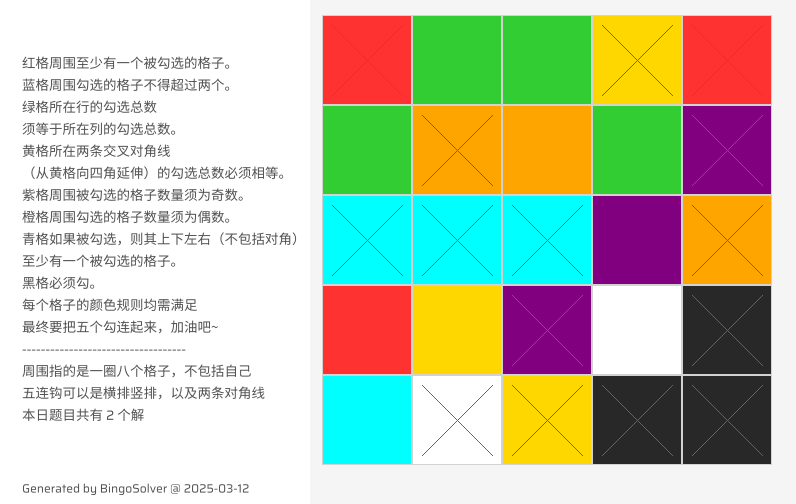 红格周围至少有一个被勾选的格子。
蓝格周围勾选的格子不得超过两个。
绿格所在行的勾选总数
须等于所在列的勾选总数。
黄格所在两条交叉对角线
（从黄格向四角延伸）的勾选总数必须相等。
紫格周围被勾选的格子数量须为奇数。
橙格周围勾选的格子数量须为偶数。
青格如果被勾选，则其上下左右（不包括对角）
至少有一个被勾选的格子。
黑格必须勾。
每个格子的颜色规则均需满足
最终要把五个勾连起来，加油吧~
-----------------------------------
周围指的是一圈八个格子，不包括自己
五连钩可以是横排竖排，以及两条对角线
本日题目共有 2 个解
Generated by BingoSolver @ 2025-03-12